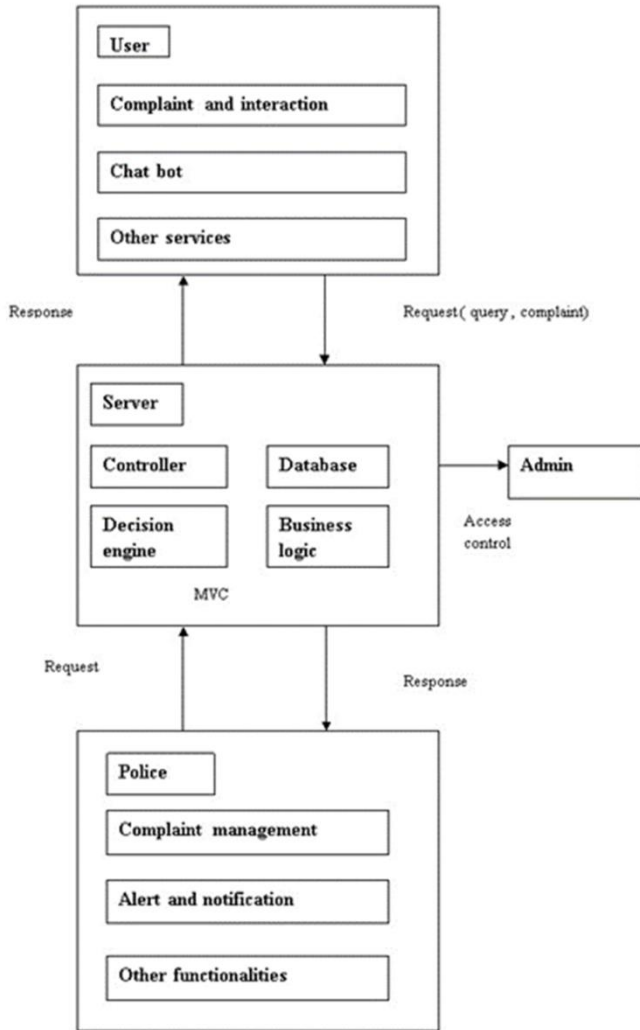 User
Complaint and interaction
Chat bot
Other services
Response
Request( query , complaint)
Server
Controller
Database
Decision
engine
Business
logic
MVC
Admin
Access
control
Request
Response
Police
Complaint management
Alert and notification
Other functionalities